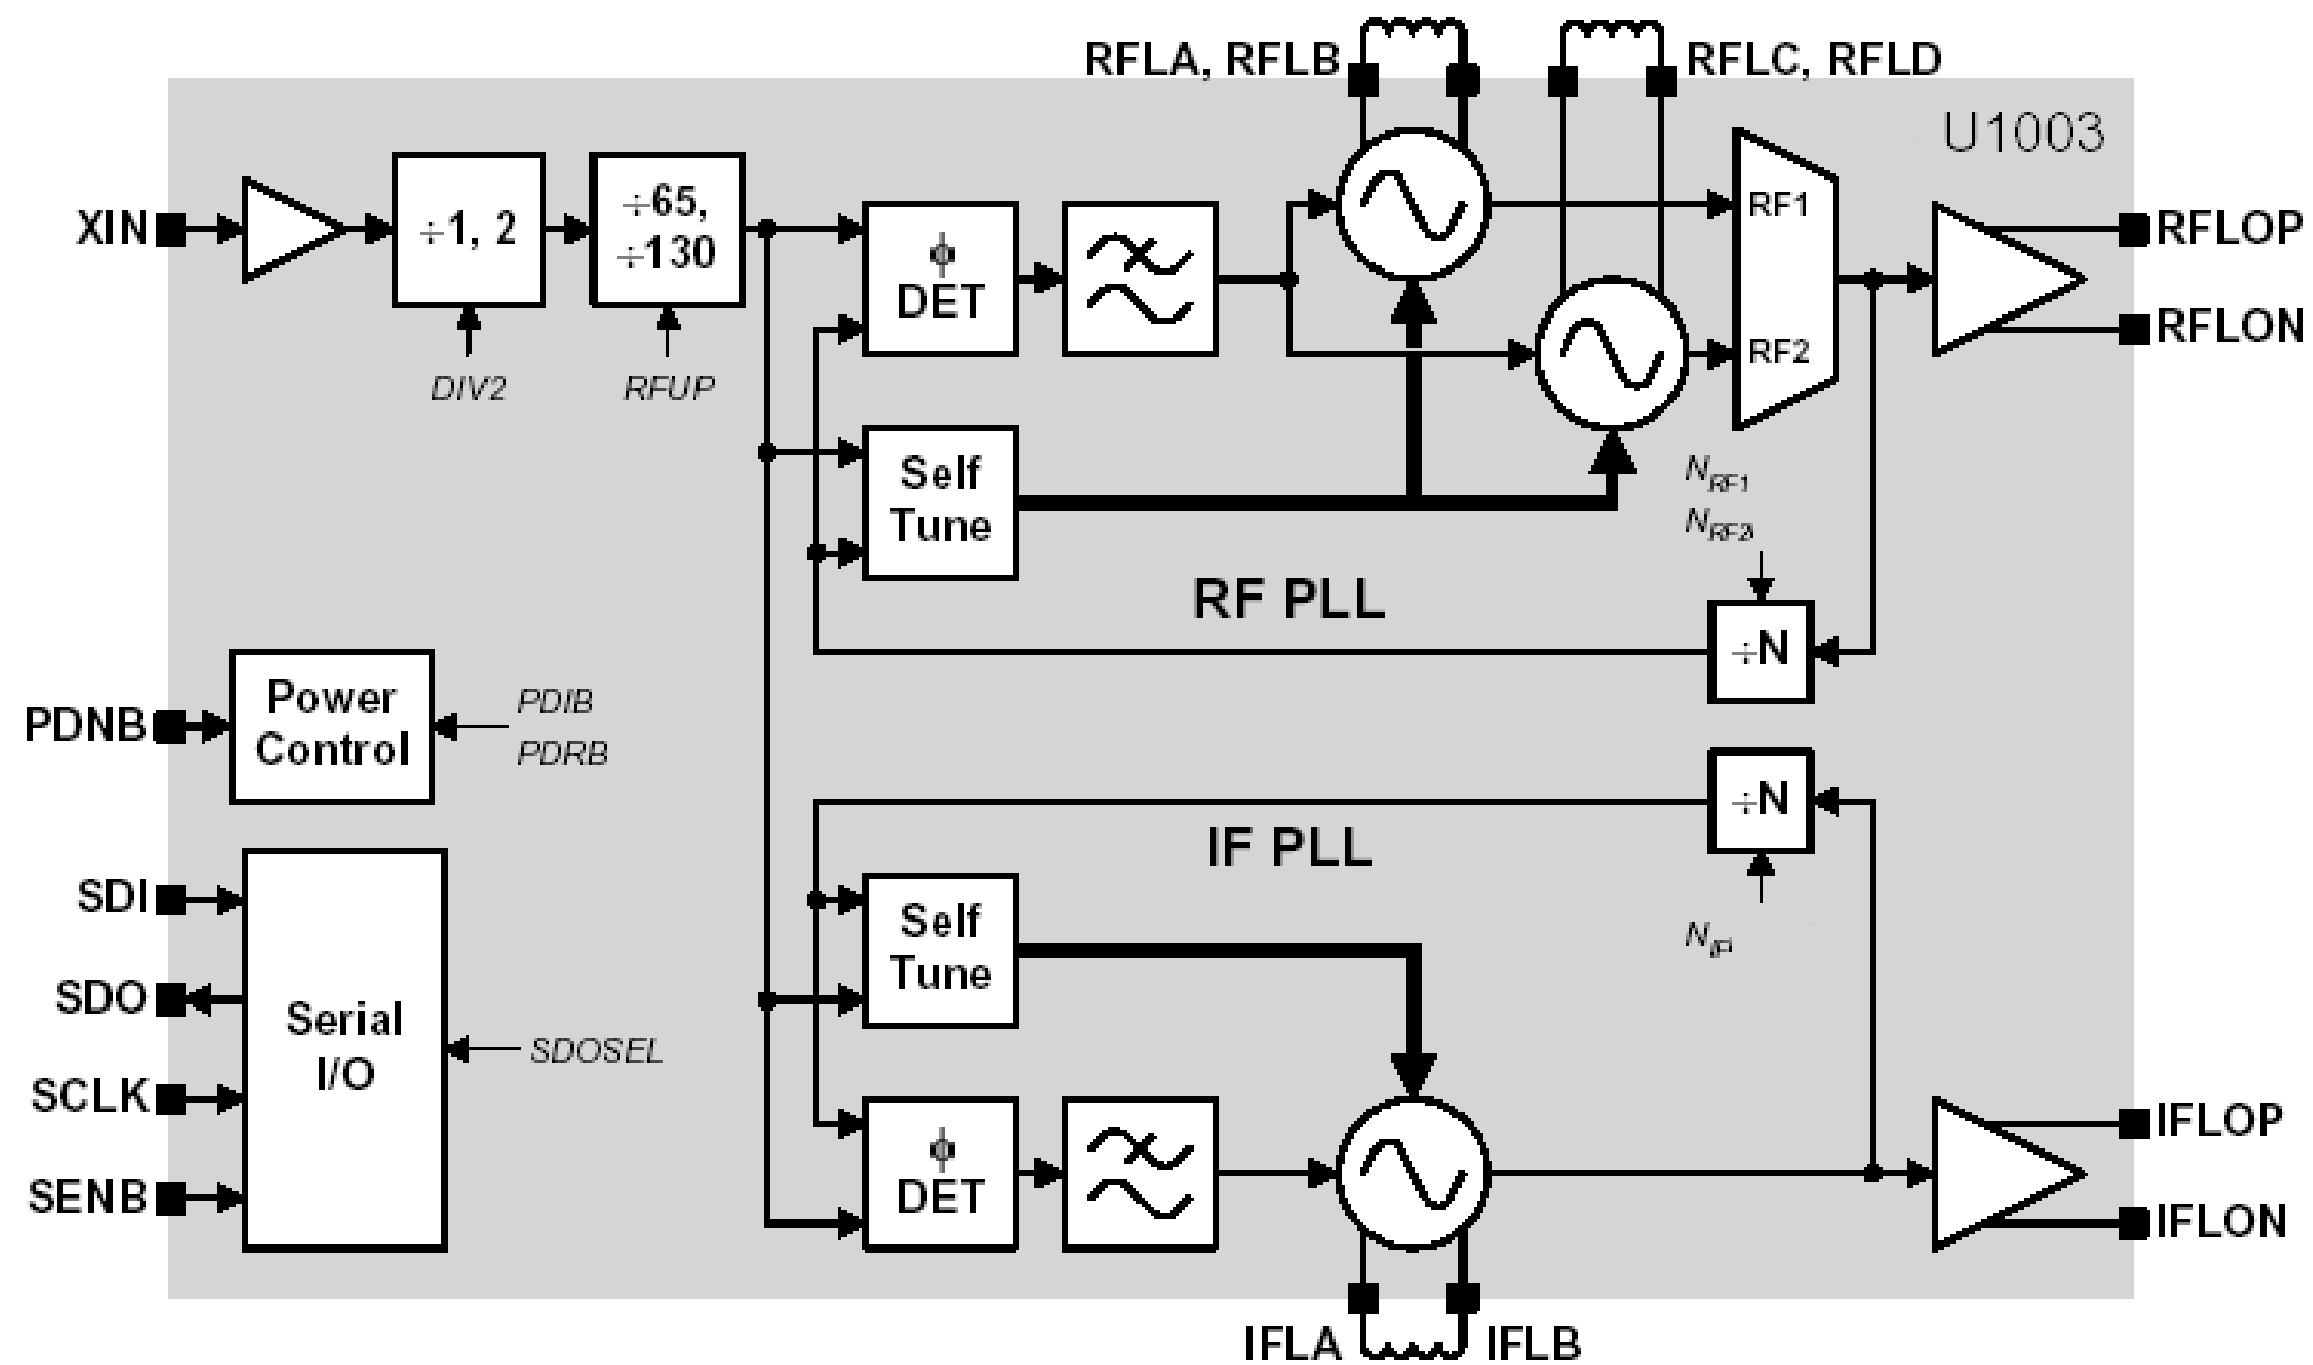 RFLA, RFLB
RFLC, RFLD
U1003
XIN
÷1, 2
÷65,
÷130
DIV2
RFUP
ϕ
DET
RF1
RF2
RFLOP
RFLON
Self
Tune
N_RF1
N_RF2
RF PLL
÷N
PDNB
Power
Control
PDIB
PDRB
÷N
IF PLL
N_IF
SDI
SDO
SCLK
SENB
Serial
I/O
SDOSEL
Self
Tune
ϕ
DET
IFLOP
IFLON
IFLA
IFLB